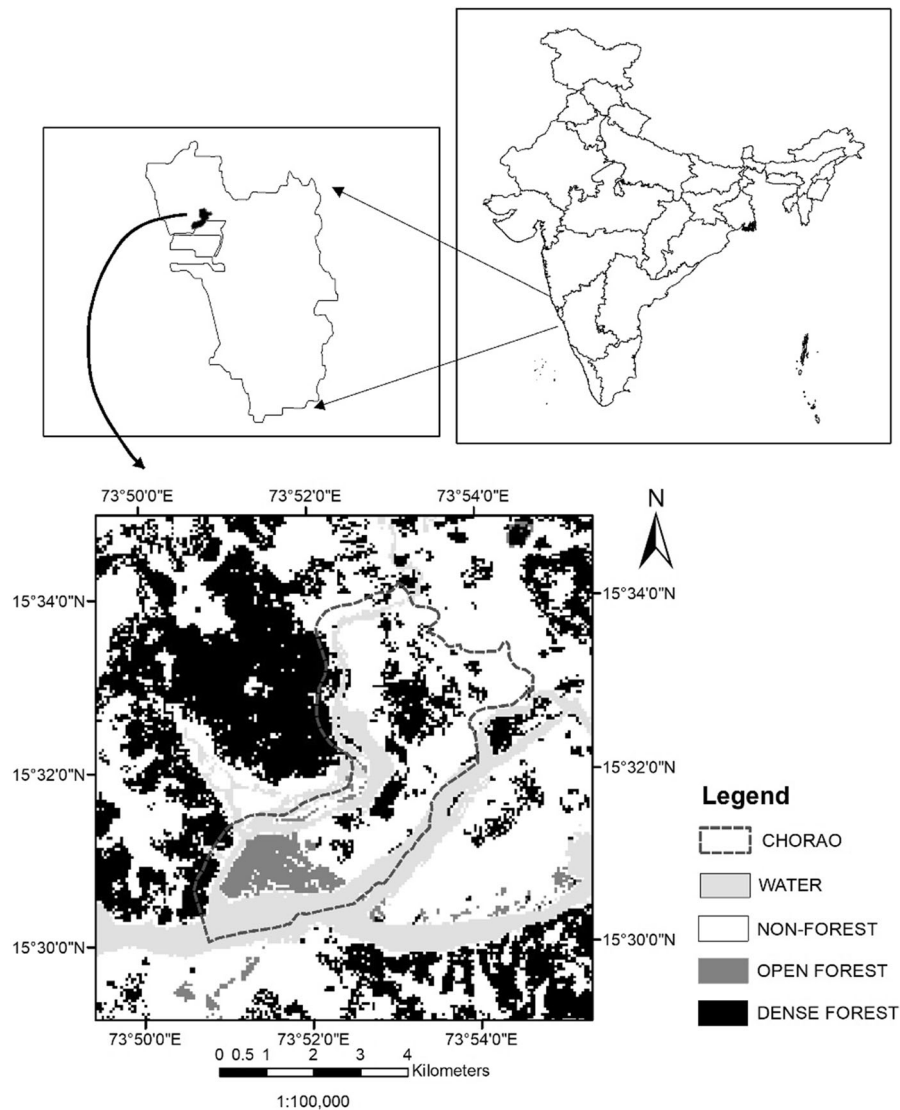 73°50'0"E 73°52'0"E 73°54'0"E
N
15°34'0"N 15°34'0"N
15°32'0"N 15°32'0"N
15°30'0"N 15°30'0"N
73°50'0"E 73°52'0"E 73°54'0"E
Legend
CHORAO
WATER
NON-FOREST
OPEN FOREST
DENSE FOREST
0 0.5 1 2 3 4
Kilometers
1:100,000